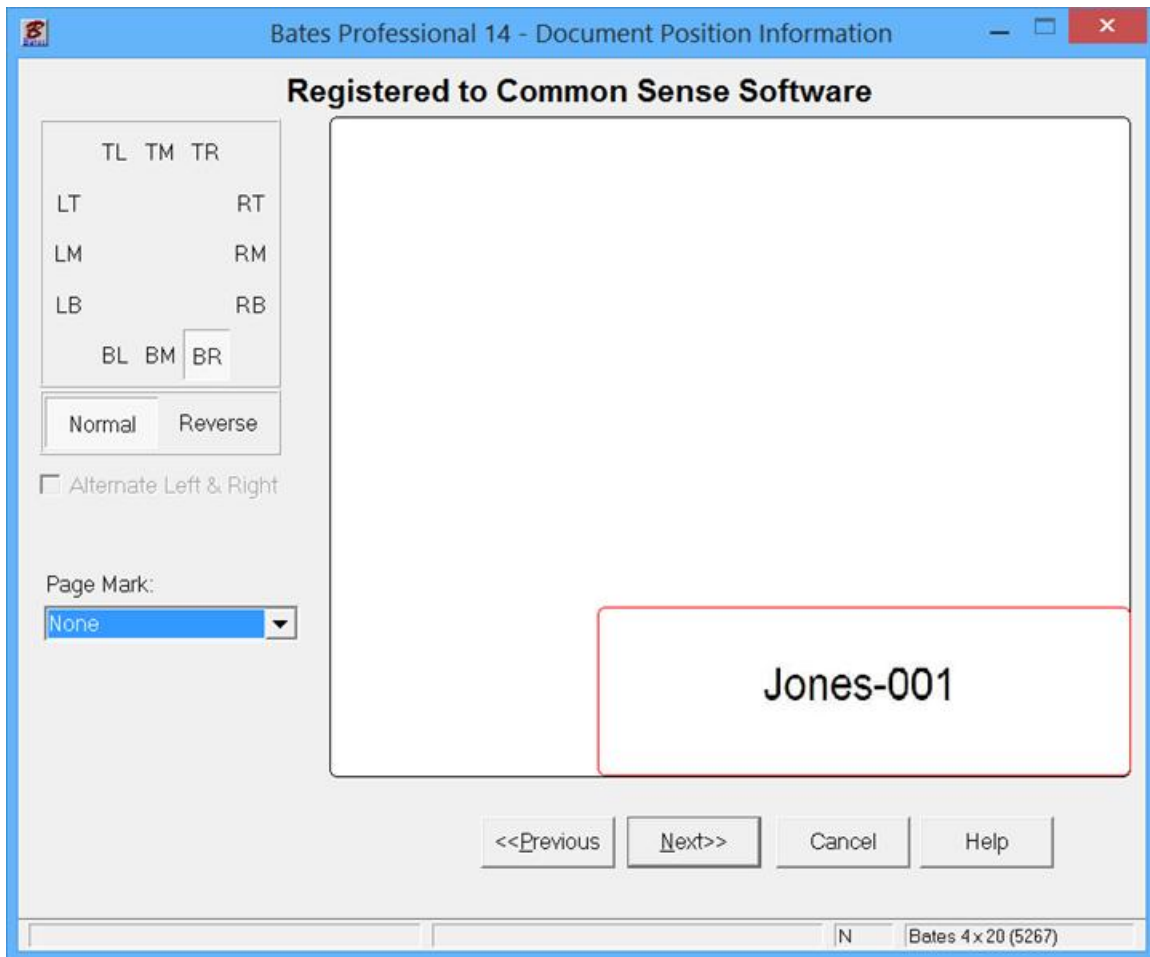 Bates Professional 14 - Document Position Information
Registered to Common Sense Software
TL TM TR
LT RT
LM RM
LB RB
BL BM BR
Normal Reverse
Alternate Left & Right
Page Mark:
None
Jones-001
<<Previous Next>> Cancel Help
N Bates 4 x 20 (5267)